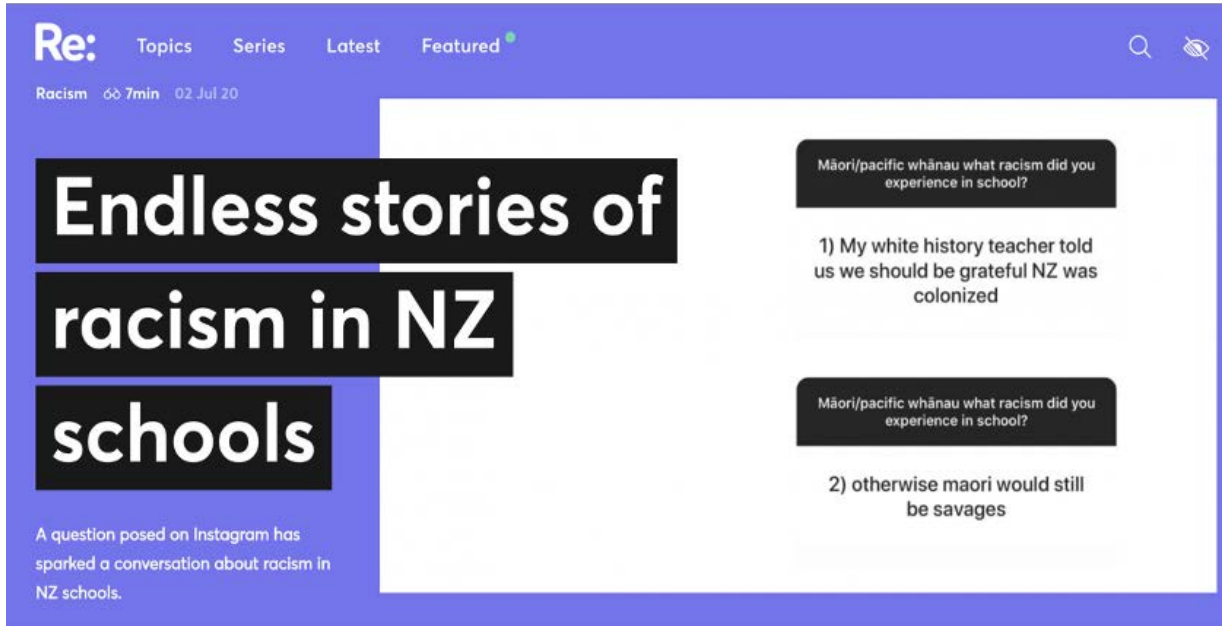 Re: Topics Series Latest Featured
Racism 7min 02 Jul 20
Endless stories of
racism in NZ
schools
A question posed on Instagram has
sparked a conversation about racism in
NZ schools.
Māori/pacific whānau what racism did you
experience in school?
1) My white history teacher told
us we should be grateful NZ was
colonized
Māori/pacific whānau what racism did you
experience in school?
2) otherwise maori would still
be savages